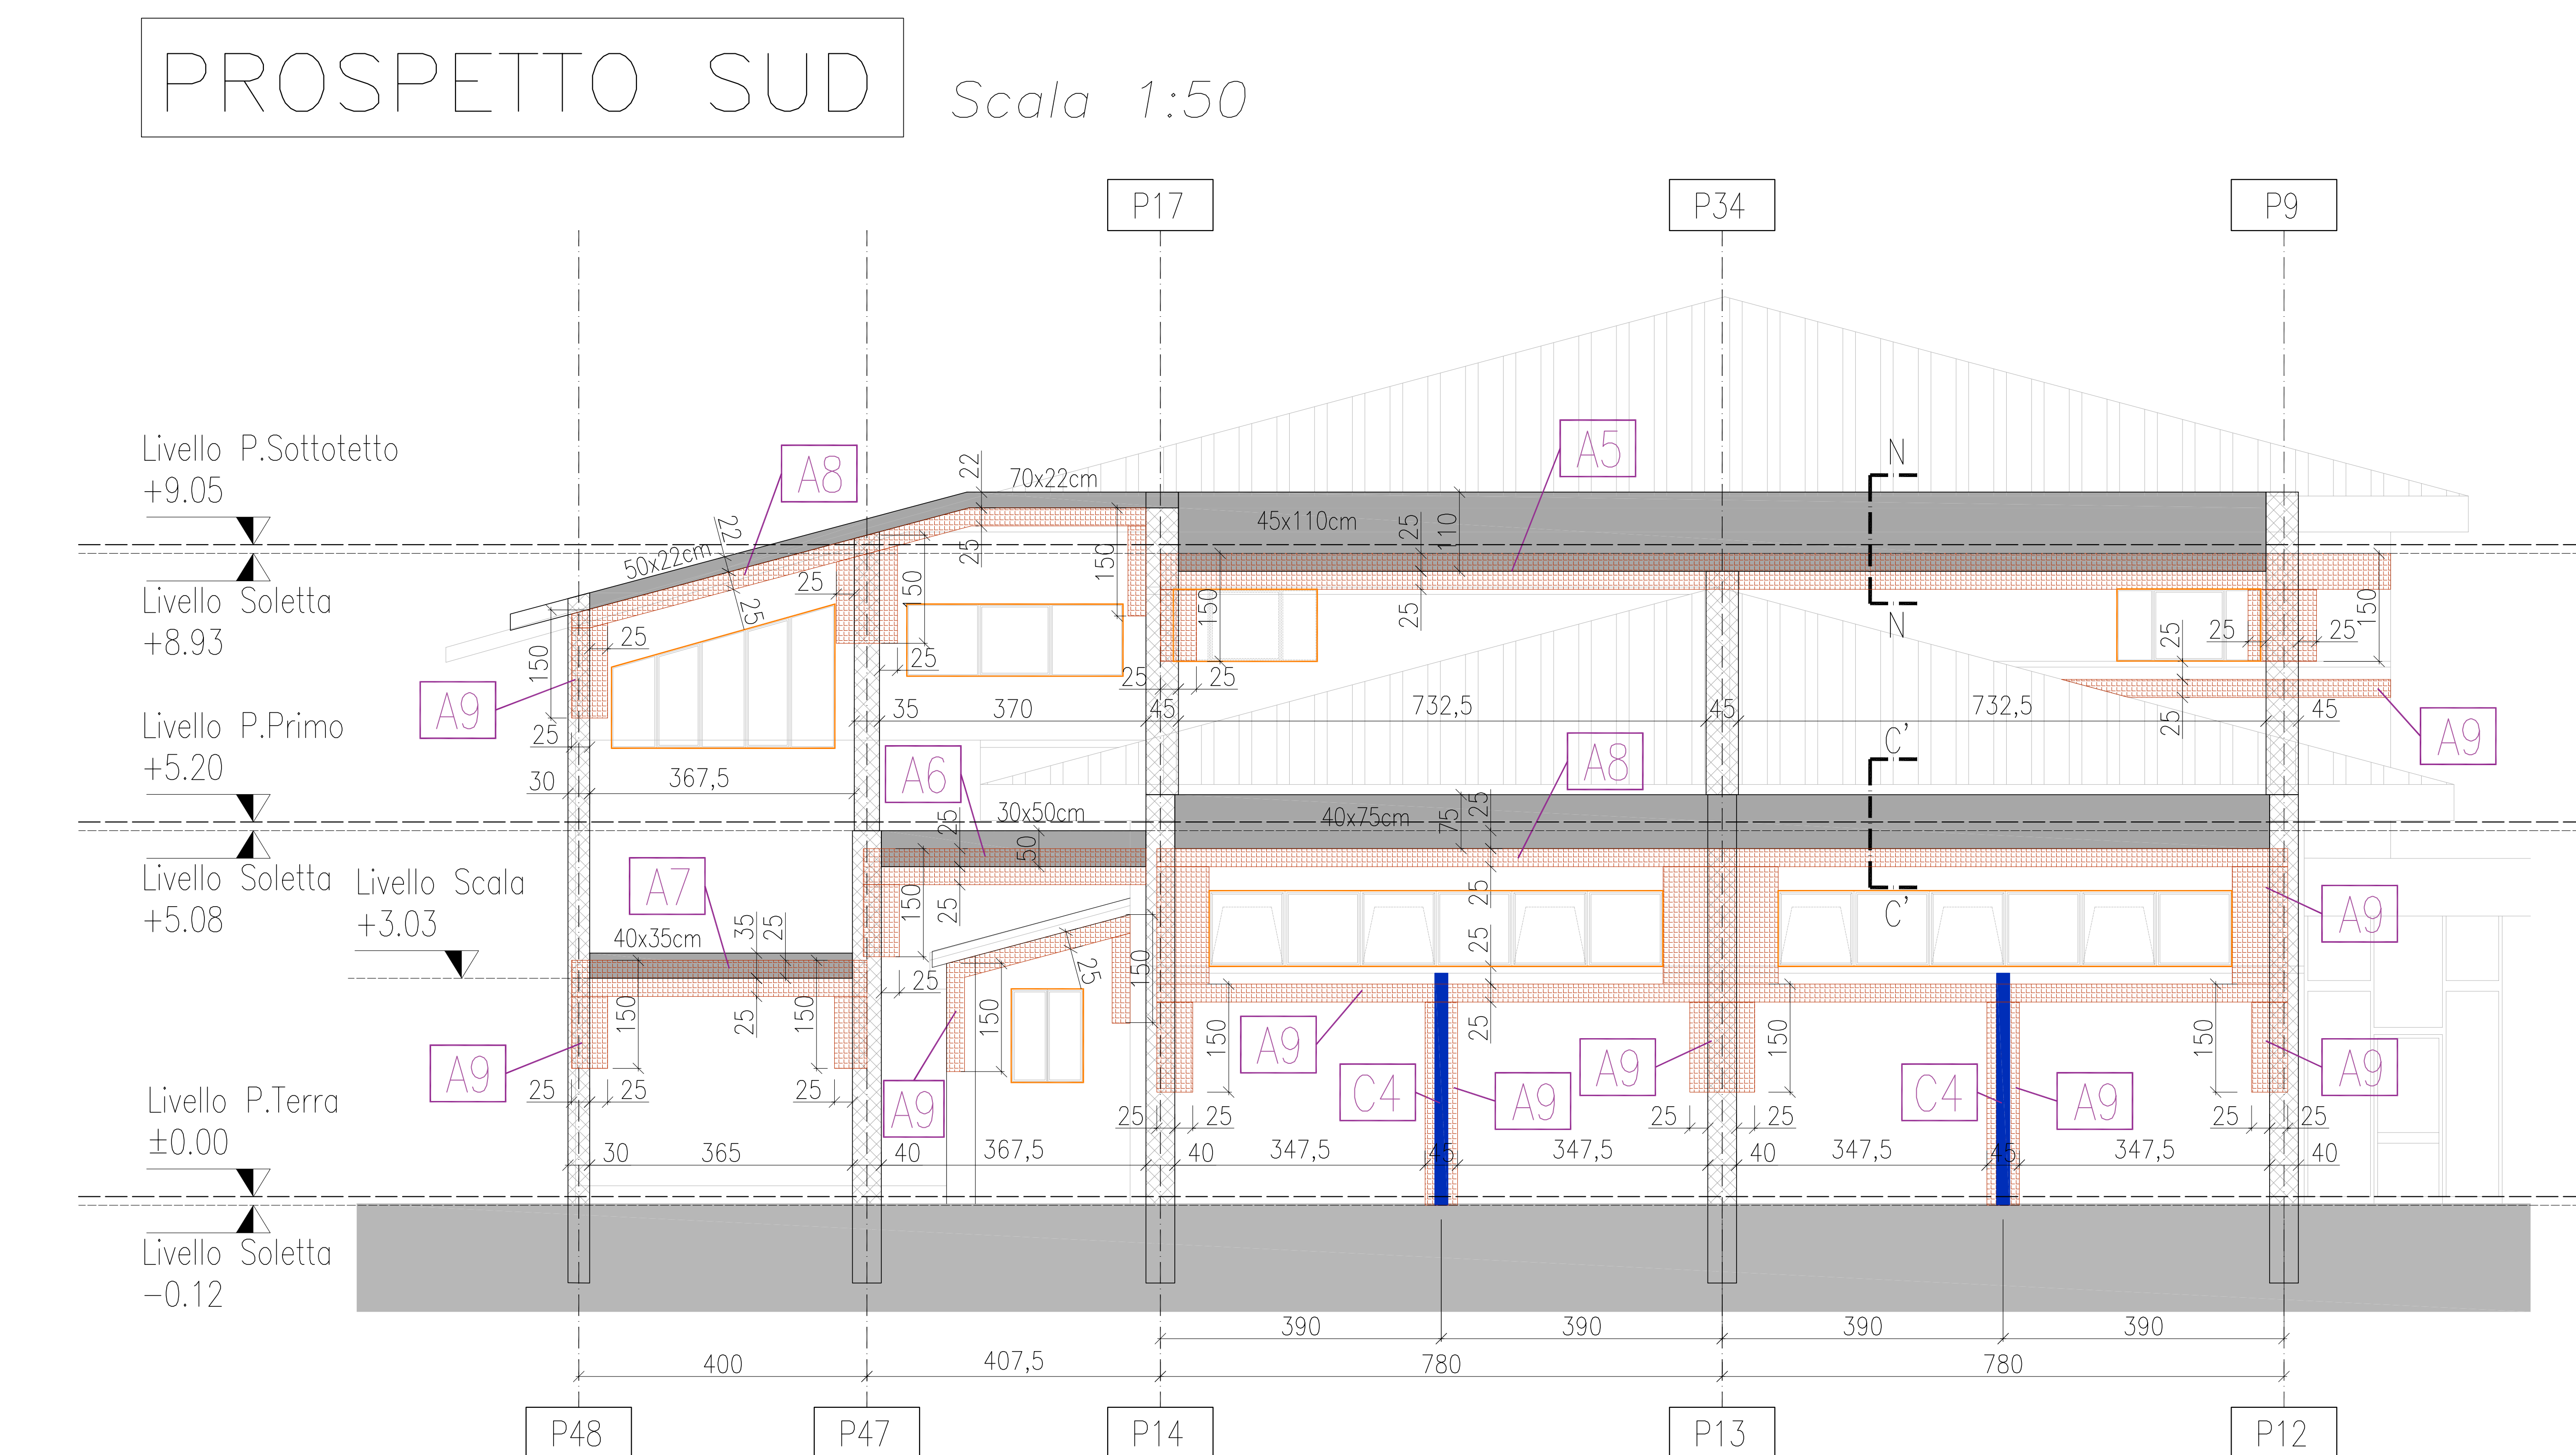 PROSPETTO SUD
Scala 1:50
P17 P34 P9
Livello P.Sottotetto
+9.05
Livello Soletta
+8.93
Livello P.Primo
+5.20
Livello Soletta
+5.08
Livello Scala
+3.03
Livello P.Terra
±0.00
Livello Soletta
-0.12
A8
A5
N
22
70x22cm
22
50x22cm
25
25
150
25
150
25
45x110cm
25
110
25
150
N
150
25
25
150
25
25
150
25
A9
25
25
25
25
35 370 45 732,5 45 732,5 45
A9
30 367,5
A6
A8
C'
30x50cm
25
50
40x75cm
75
25
A7
150
25
25
C'
A9
40x35cm
35
25
150
25
150
25
150
25
150
25
25
150
150
150
150
A9
A9
A9
C4
A9
A9
C4
A9
A9
25 25 25 25 25 25 25 25 25
30 365 40 367,5 40 347,5 45 347,5 40 347,5 45 347,5 40
390 390 390 390
400 407,5 780 780
P48 P47 P14 P13 P12